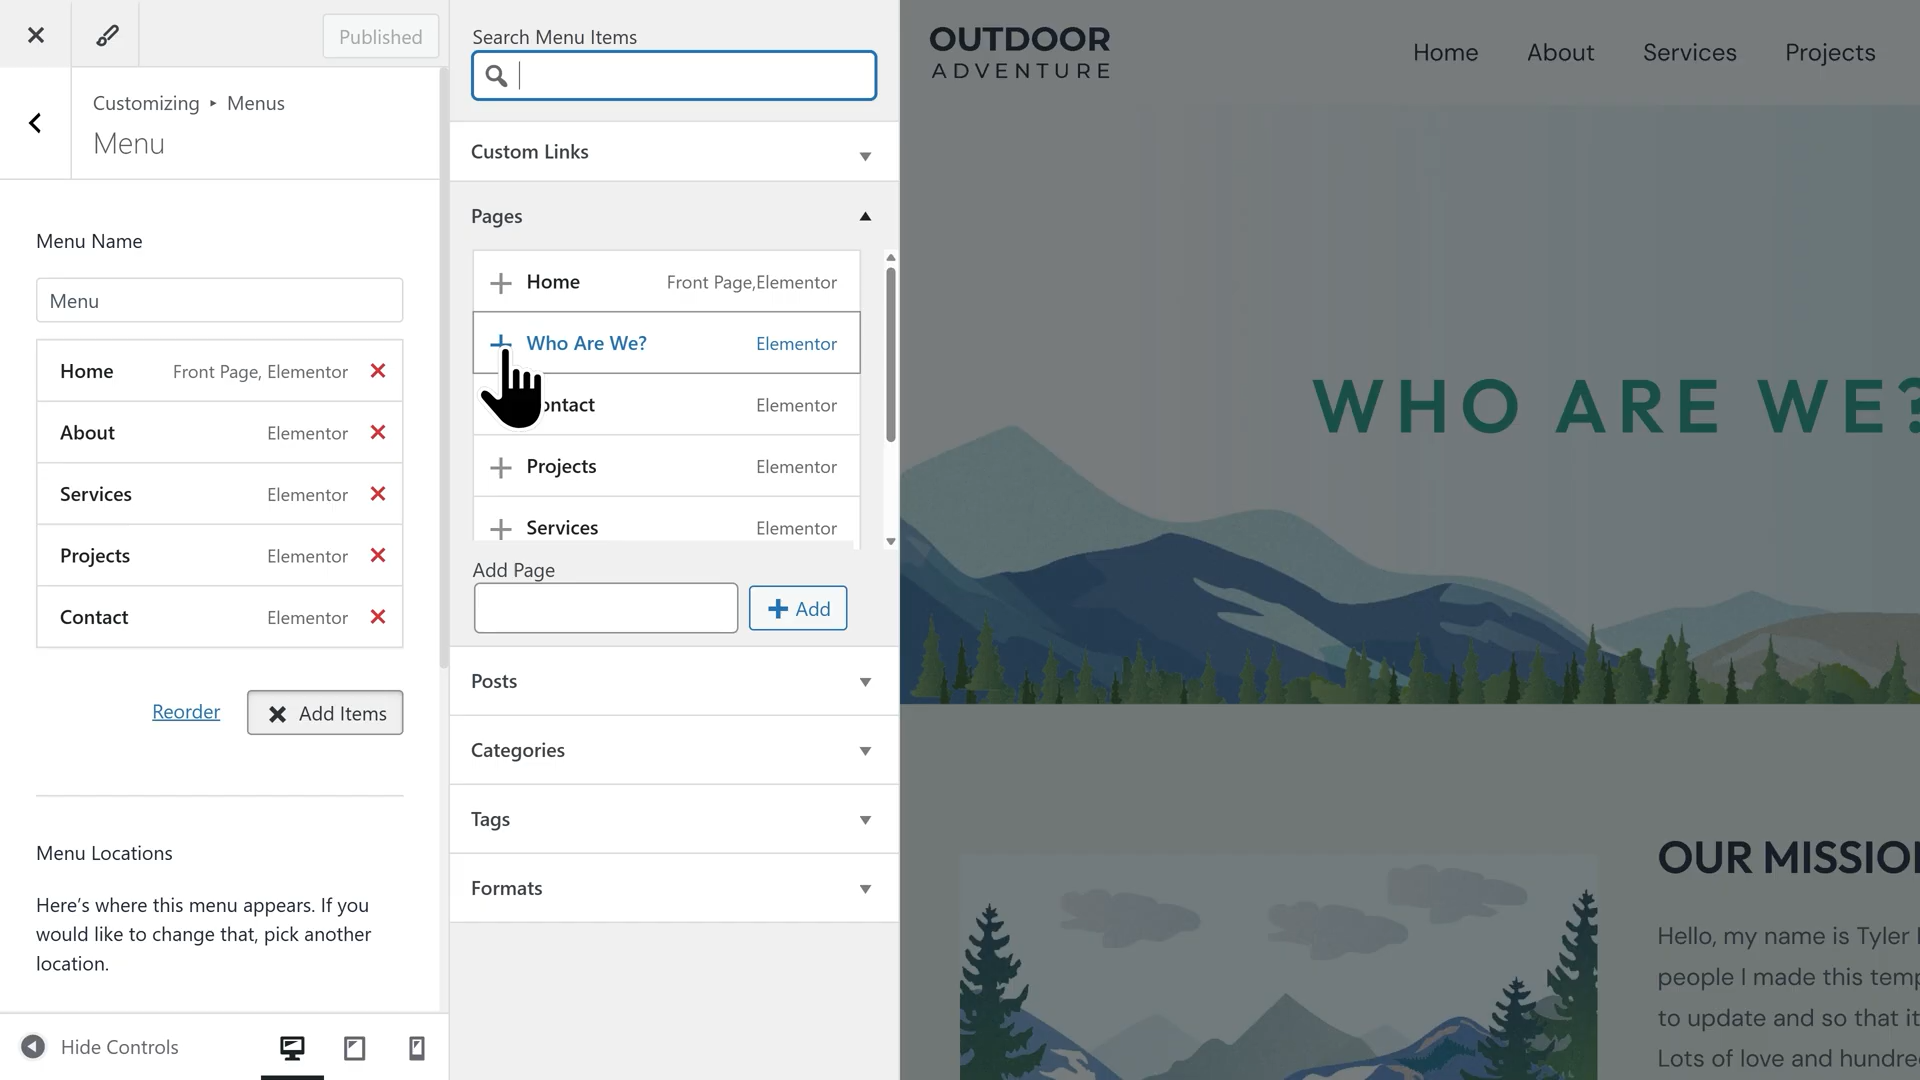 Published
Customizing ▸ Menus
Menu
Menu Name
Menu
Home Front Page, Elementor
About Elementor
Services Elementor
Projects Elementor
Contact Elementor
Reorder
Add Items
Menu Locations
Here’s where this menu appears. If you
would like to change that, pick another
location.
Hide Controls
Search Menu Items
Custom Links
Pages
Home Front Page,Elementor
Who Are We? Elementor
ontact Elementor
Projects Elementor
Services Elementor
Add Page
Add
Posts
Categories
Tags
Formats
OUTDOOR
ADVENTURE
Home About Services Projects
WHO ARE WE?
OUR MISSIO
Hello, my name is Tyler
people I made this temp
to update and so that it
Lots of love and hundre